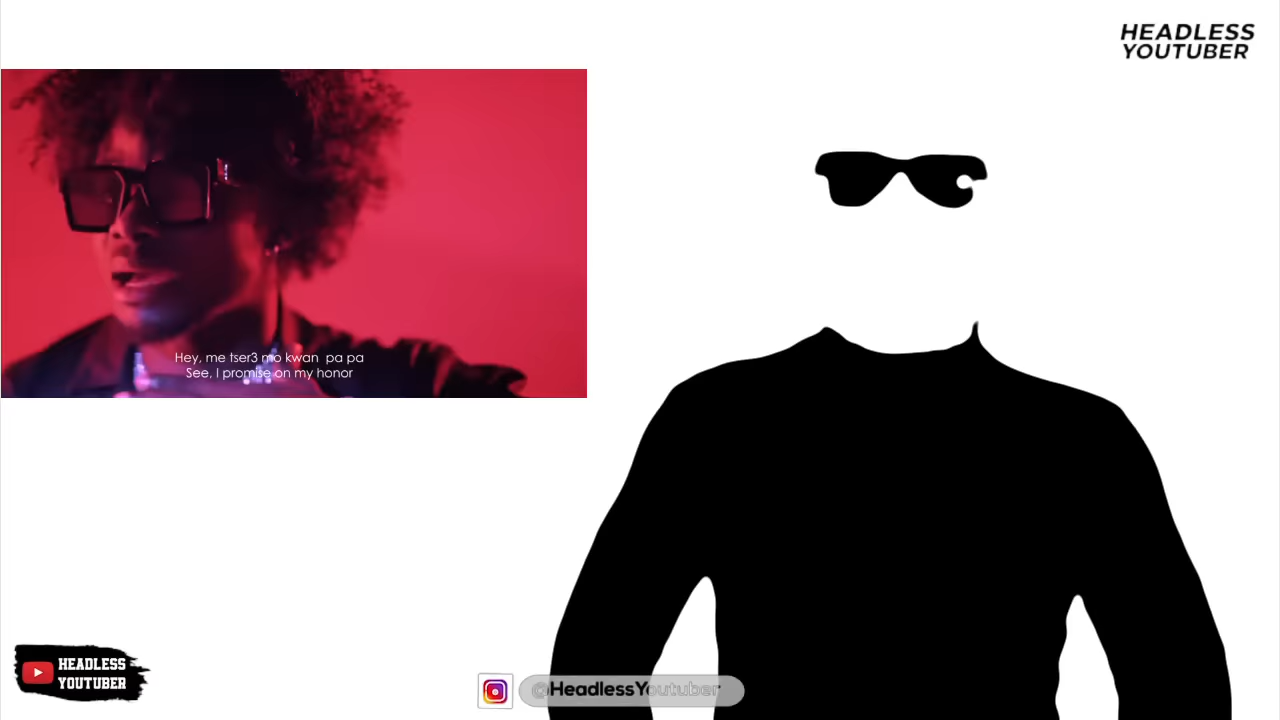 HEADLESS
YOUTUBER
Hey, me tser3 mo kwan  pa pa
See, I promise on my honor
HEADLESS
YOUTUBER
@HeadlessYoutuber